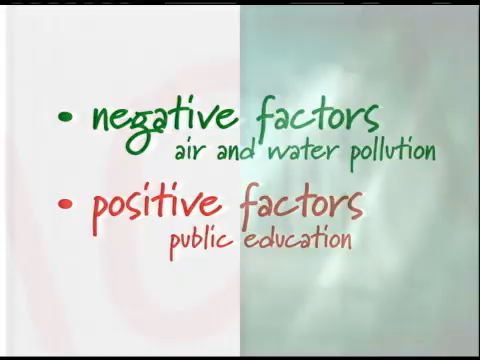 • negative factors
air and water pollution
• positive factors
public education